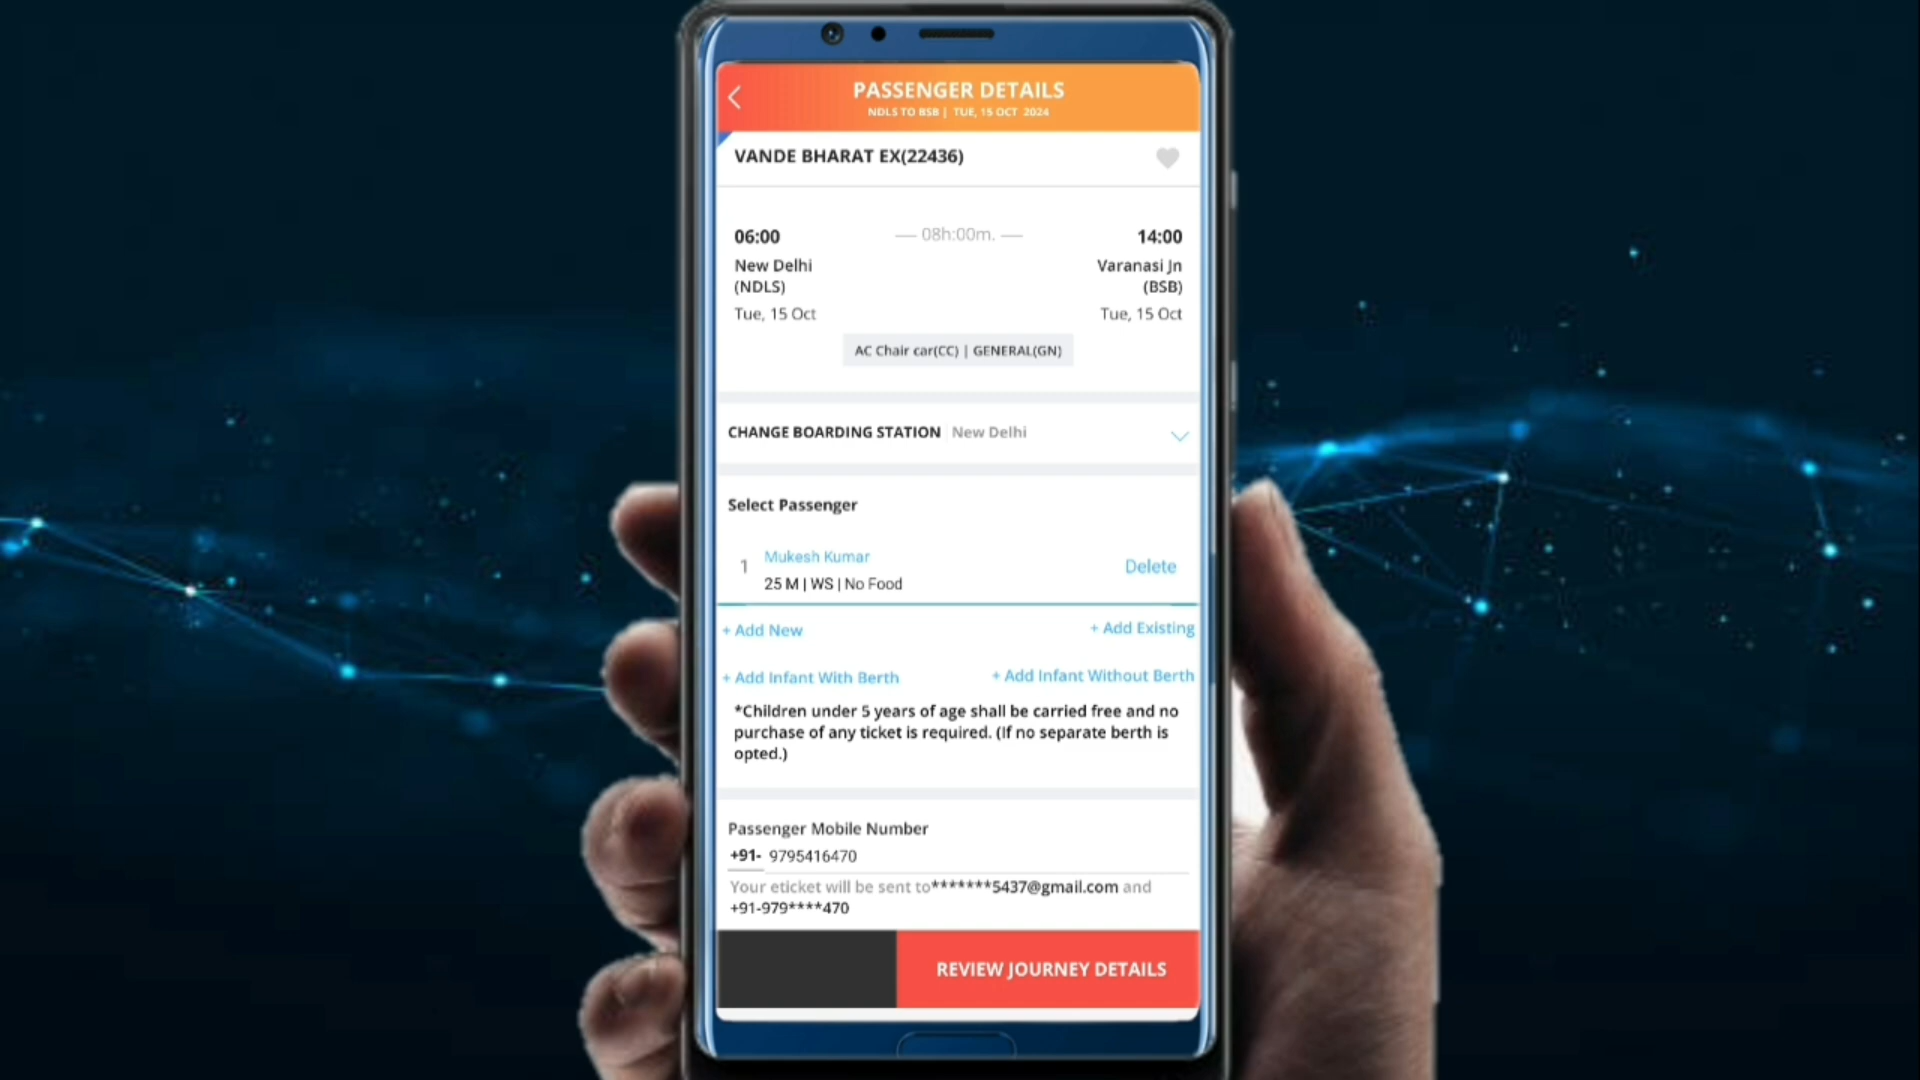 PASSENGER DETAILS
NDLS TO BSB | TUE, 15 OCT 2024
VANDE BHARAT EX(22436)
06:00 — 08h:00m. — 14:00
New Delhi Varanasi Jn
(NDLS) (BSB)
Tue, 15 Oct Tue, 15 Oct
AC Chair car(CC) | GENERAL(GN)
CHANGE BOARDING STATION New Delhi
Select Passenger
1 Mukesh Kumar Delete
25 M | WS | No Food
+ Add New + Add Existing
+ Add Infant With Berth + Add Infant Without Berth
*Children under 5 years of age shall be carried free and no
purchase of any ticket is required. (If no separate berth is
opted.)
Passenger Mobile Number
+91- 9795416470
Your eticket will be sent to*******5437@gmail.com and
+91-979****470
REVIEW JOURNEY DETAILS